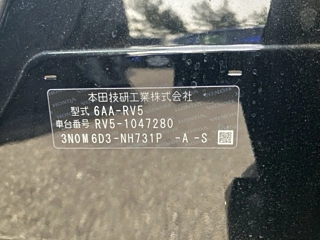 本田技研工業株式会社
型式 6AA-RV5
車台番号 RV5-1047280
3N0M6D3-NH731P -A-S